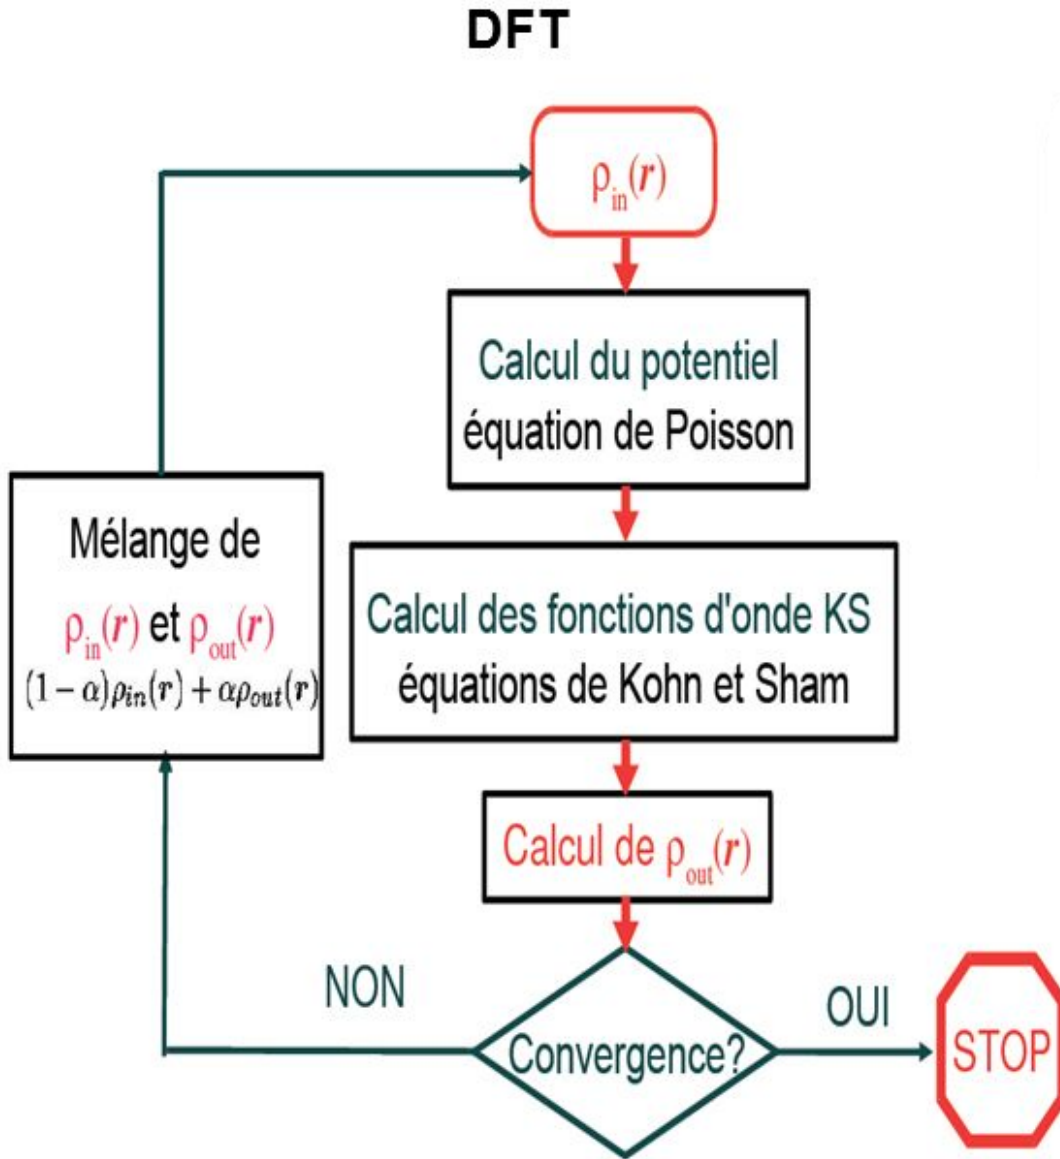 DFT
ρin(r)
Calcul du potentiel
équation de Poisson
Mélange de
ρin(r) et ρout(r)
(1 − α)ρin(r) + αρout(r)
Calcul des fonctions d'onde KS
équations de Kohn et Sham
Calcul de ρout(r)
NON
Convergence?
OUI
STOP